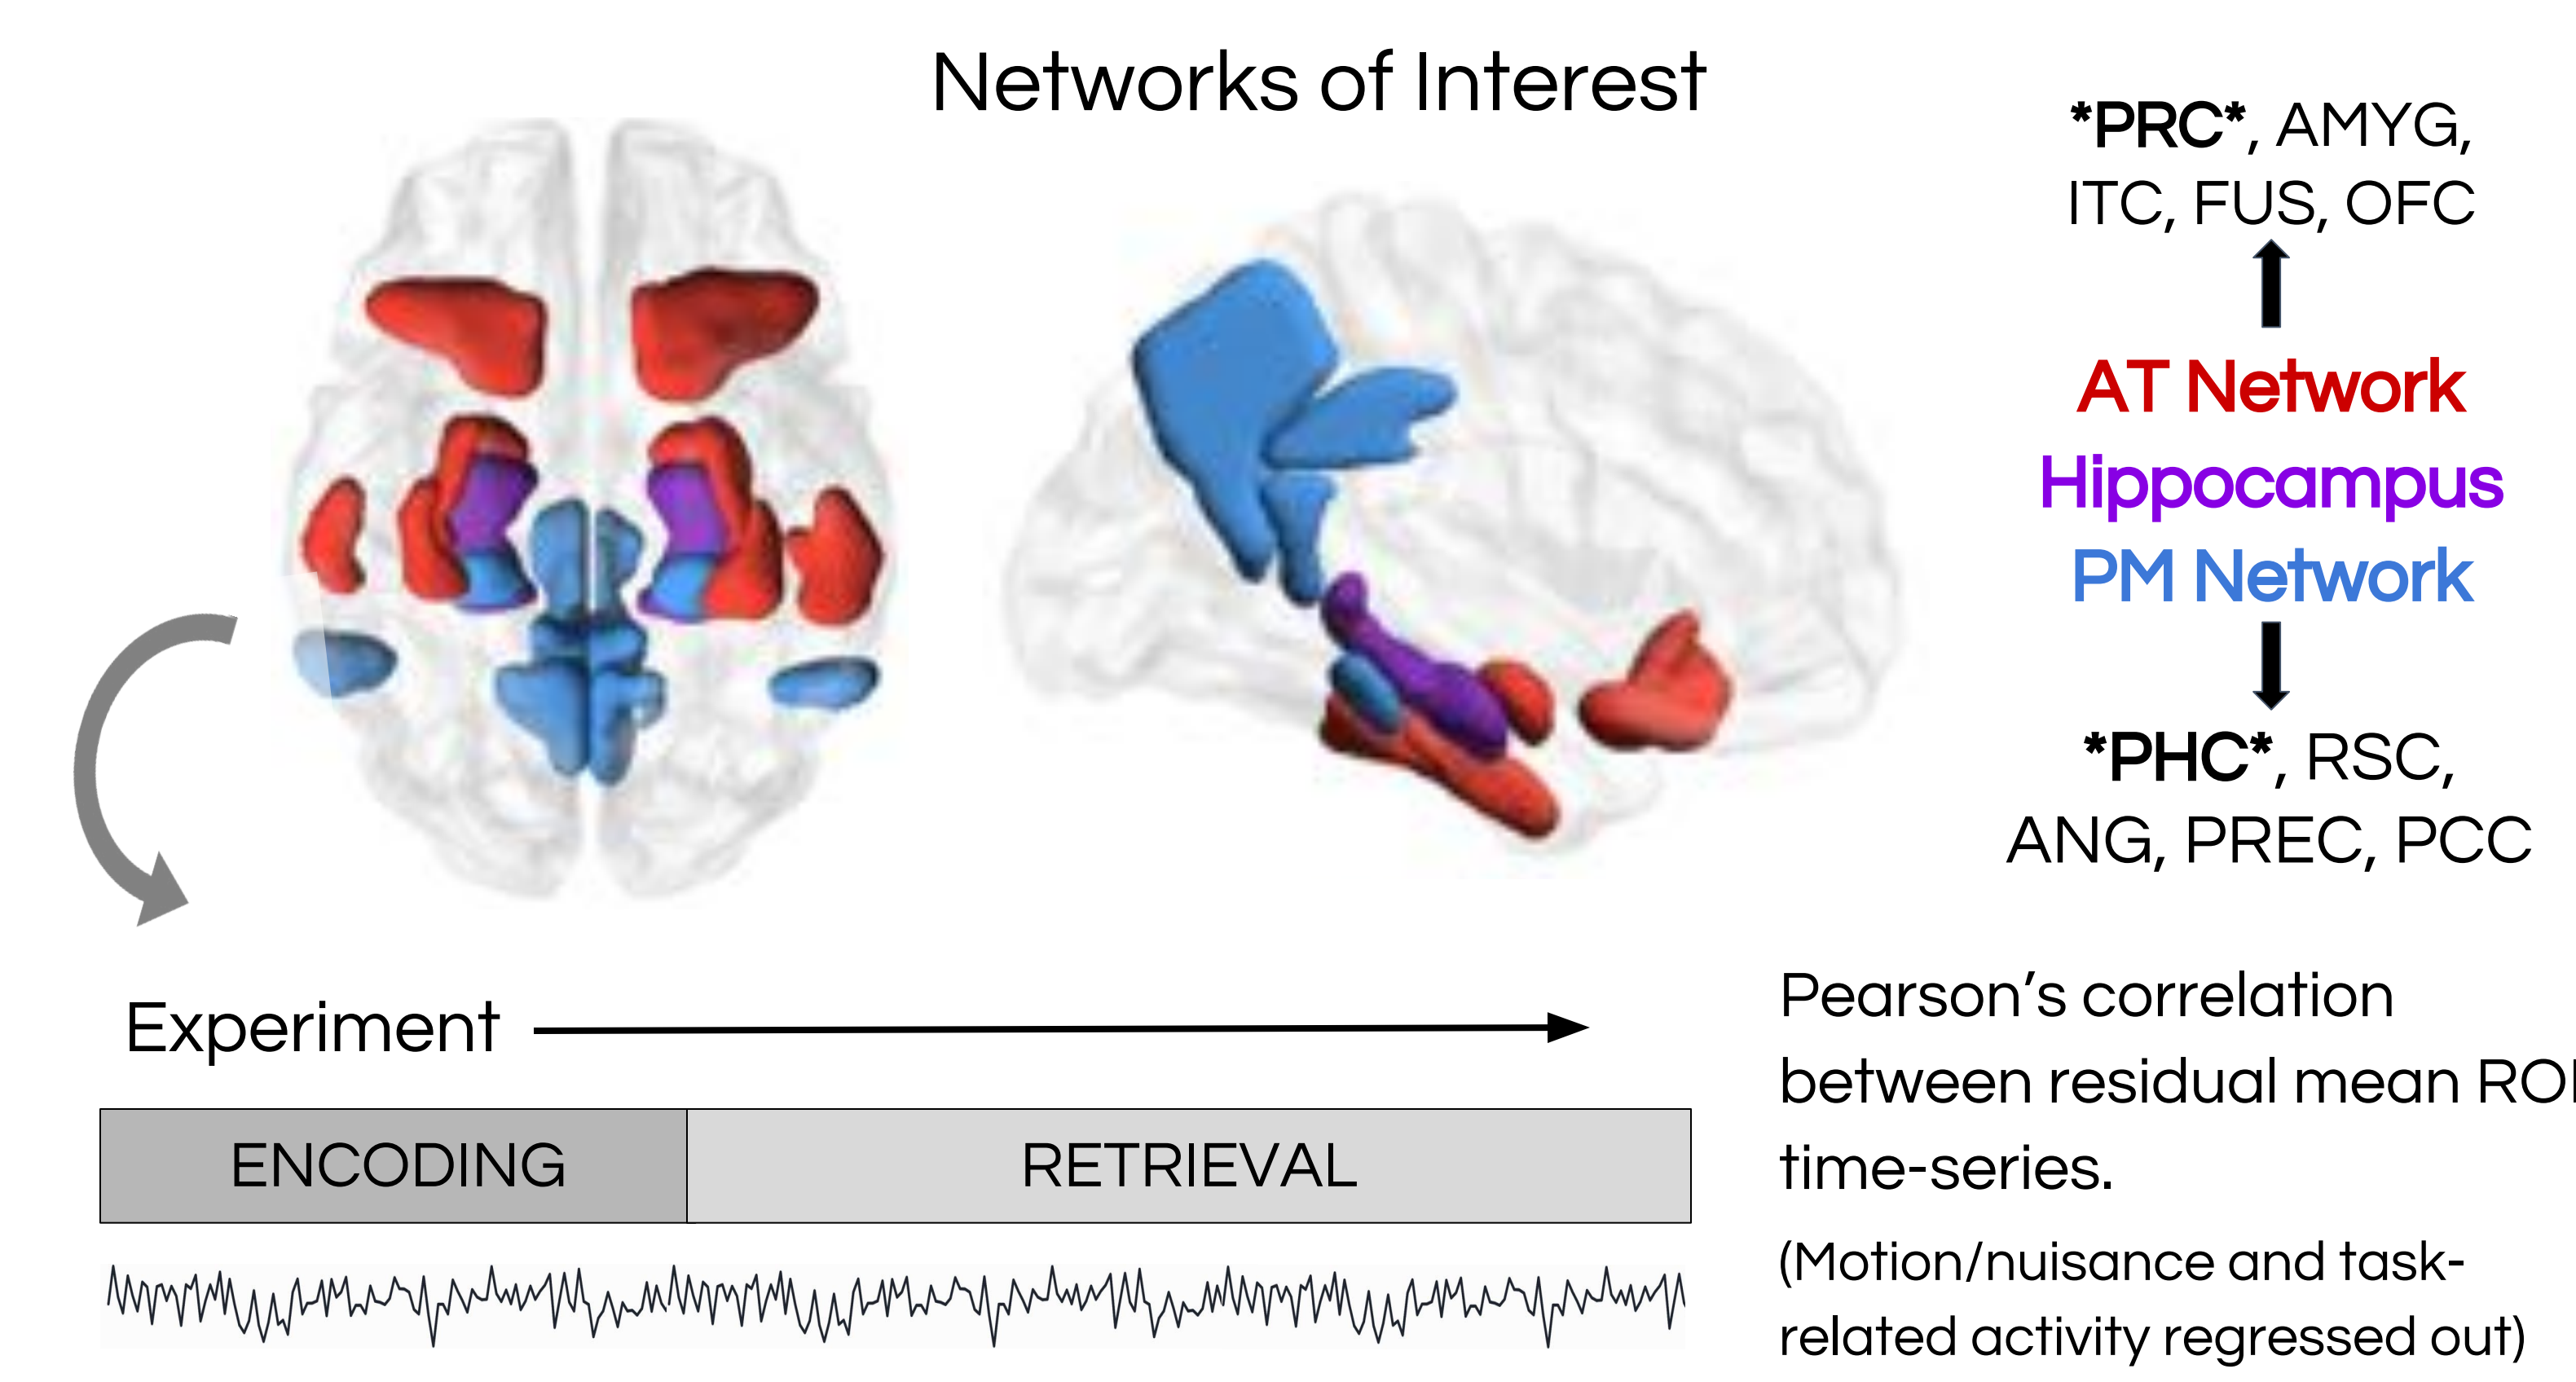 Networks of Interest
*PRC*, AMYG,
ITC, FUS, OFC
AT Network
Hippocampus
PM Network
*PHC*, RSC,
ANG, PREC, PCC
Experiment
ENCODING
RETRIEVAL
Pearson’s correlation
between residual mean ROI
time-series.
(Motion/nuisance and task-
related activity regressed out)